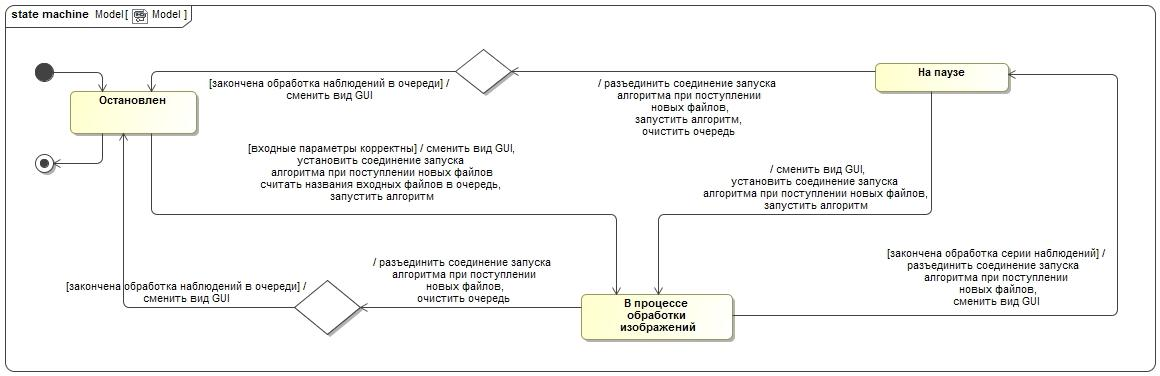 state machine Model[ Model ]
На паузе
[закончена обработка наблюдений в очереди] /
сменить вид GUI
/ разъединить соединение запуска
алгоритма при поступлении
новых файлов,
запустить алгоритм,
очистить очередь
Остановлен
[входные параметры корректны] / сменить вид GUI,
установить соединение запуска
алгоритма при поступлении новых файлов
считать названия входных файлов в очередь,
запустить алгоритм
/ сменить вид GUI,
установить соединение запуска
алгоритма при поступлении новых файлов,
запустить алгоритм
[закончена обработка серии наблюдений] /
разъединить соединение запуска
алгоритма при поступлении
новых файлов,
сменить вид GUI
/ разъединить соединение запуска
алгоритма при поступлении
новых файлов,
очистить очередь
[закончена обработка наблюдений в очереди] /
сменить вид GUI
В процессе
обработки
изображений